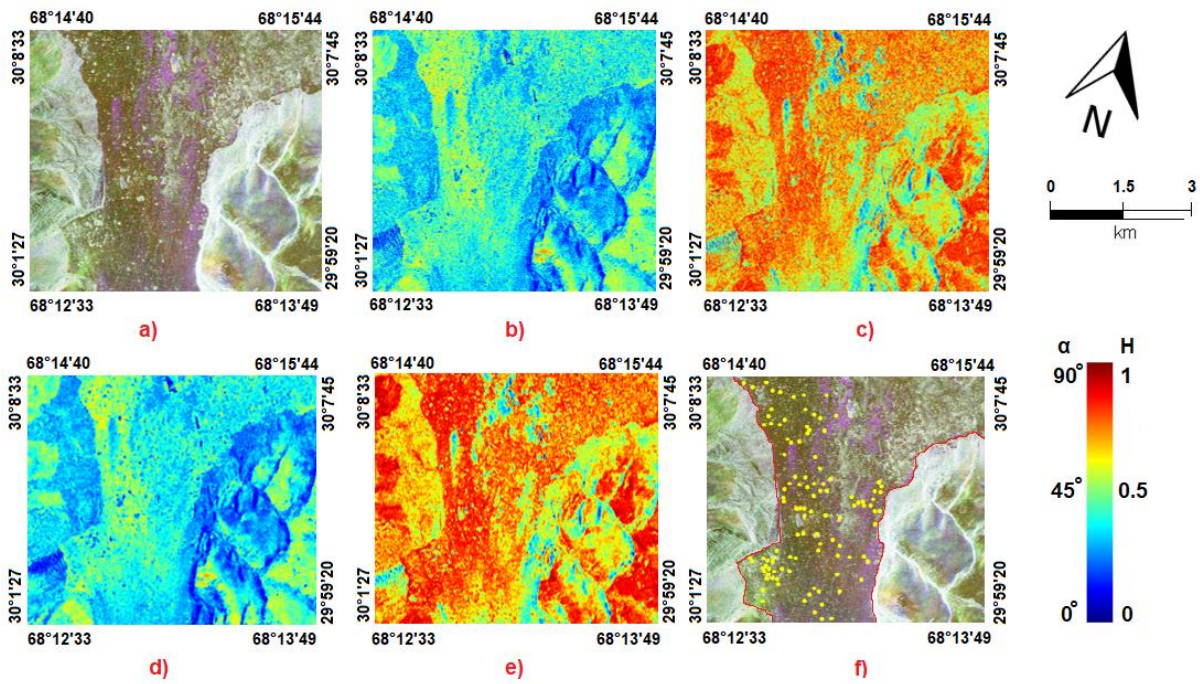 68°14'40 68°15'44 68°14'40 68°15'44 68°14'40 68°15'44
30°8'33 30°7'45 30°8'33 30°7'45 30°8'33 30°7'45
30°1'27 29°59'20 30°1'27 29°59'20 30°1'27 29°59'20
68°12'33 68°13'49 68°12'33 68°13'49 68°12'33 68°13'49
a) b) c)
N
0 1.5 3
km
68°14'40 68°15'44 68°14'40 68°15'44 68°14'40 68°15'44
30°8'33 30°7'45 30°8'33 30°7'45 30°8'33 30°7'45
30°1'27 29°59'20 30°1'27 29°59'20 30°1'27 29°59'20
68°12'33 68°13'49 68°12'33 68°13'49 68°12'33 68°13'49
d) e) f)
α H
90° 1
45° 0.5
0° 0